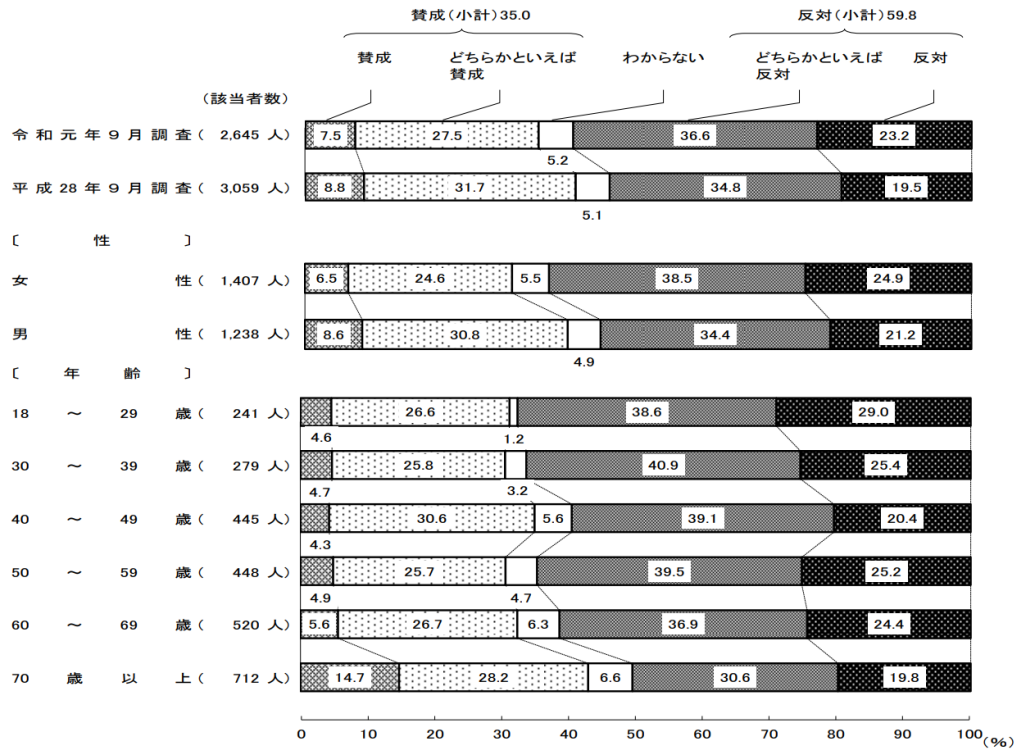 賛成(小計)35.0 反対(小計)59.8
賛成 どちらかといえば賛成 わからない どちらかといえば反対 反対
(該当者数)
令和元年9月調査( 2,645 人) 7.5 27.5 5.2 36.6 23.2
平成28年9月調査( 3,059 人) 8.8 31.7 5.1 34.8 19.5
〔 性 〕
女性( 1,407 人) 6.5 24.6 5.5 38.5 24.9
男性( 1,238 人) 8.6 30.8 4.9 34.4 21.2
〔 年齢 〕
18 ~ 29 歳( 241 人) 4.6 26.6 1.2 38.6 29.0
30 ~ 39 歳( 279 人) 4.7 25.8 3.2 40.9 25.4
40 ~ 49 歳( 445 人) 4.3 30.6 5.6 39.1 20.4
50 ~ 59 歳( 448 人) 4.9 25.7 4.7 39.5 25.2
60 ~ 69 歳( 520 人) 5.6 26.7 6.3 36.9 24.4
70 歳以上( 712 人) 14.7 28.2 6.6 30.6 19.8
0 10 20 30 40 50 60 70 80 90 100
(%)